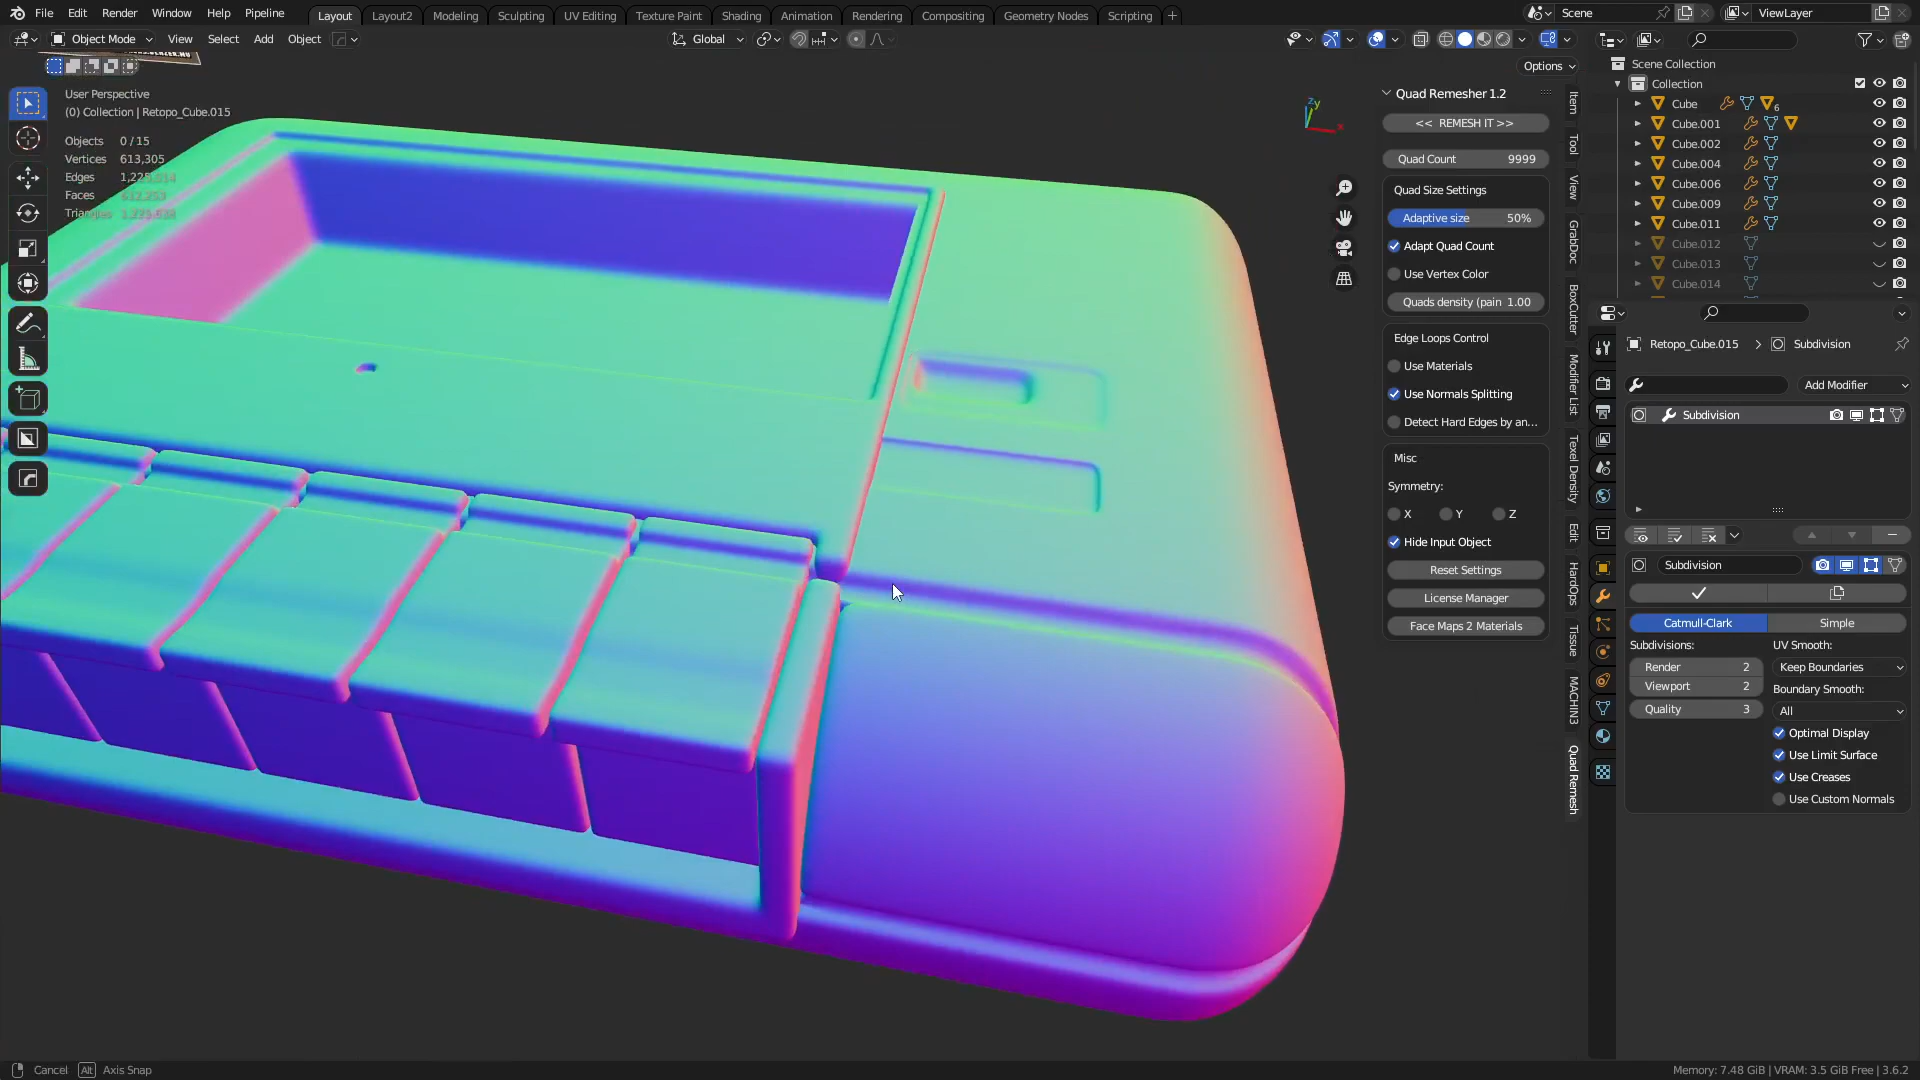 File Edit Render Window Help Pipeline Layout Layout2 Modeling Sculpting UV Editing Texture Paint Shading Animation Rendering Compositing Geometry Nodes Scripting + Scene ViewLayer
Object Mode View Select Add Object Global
Options
User Perspective
(0) Collection | Retopo_Cube.015
Objects 0 / 15
Vertices 613,305
Edges
Faces
Triangles
Quad Remesher 1.2
<< REMESH IT >>
Quad Count 9999
Quad Size Settings
Adaptive size 50%
Adapt Quad Count
Use Vertex Color
Quads density (pain 1.00
Edge Loops Control
Use Materials
Use Normals Splitting
Detect Hard Edges by an...
Misc
Symmetry:
X Y Z
Hide Input Object
Reset Settings
License Manager
Face Maps 2 Materials
Item
Tool
View
GrabDoc
BoxCutter
Modifier List
Texel Density
Edit
HardOps
Tissue
MACHIN3
Quad Remesh
Scene Collection
Collection
Cube 6
Cube.001
Cube.002
Cube.004
Cube.006
Cube.009
Cube.011
Cube.012
Cube.013
Cube.014
Retopo_Cube.015 > Subdivision
Add Modifier
Subdivision
Subdivision
Catmull-Clark Simple
Subdivisions: UV Smooth:
Render 2 Keep Boundaries
Viewport 2 Boundary Smooth:
Quality 3 All
Optimal Display
Use Limit Surface
Use Creases
Use Custom Normals
Z Y X
Cancel Alt Axis Snap Memory: 7.48 GiB | VRAM: 3.5 GiB Free | 3.6.2